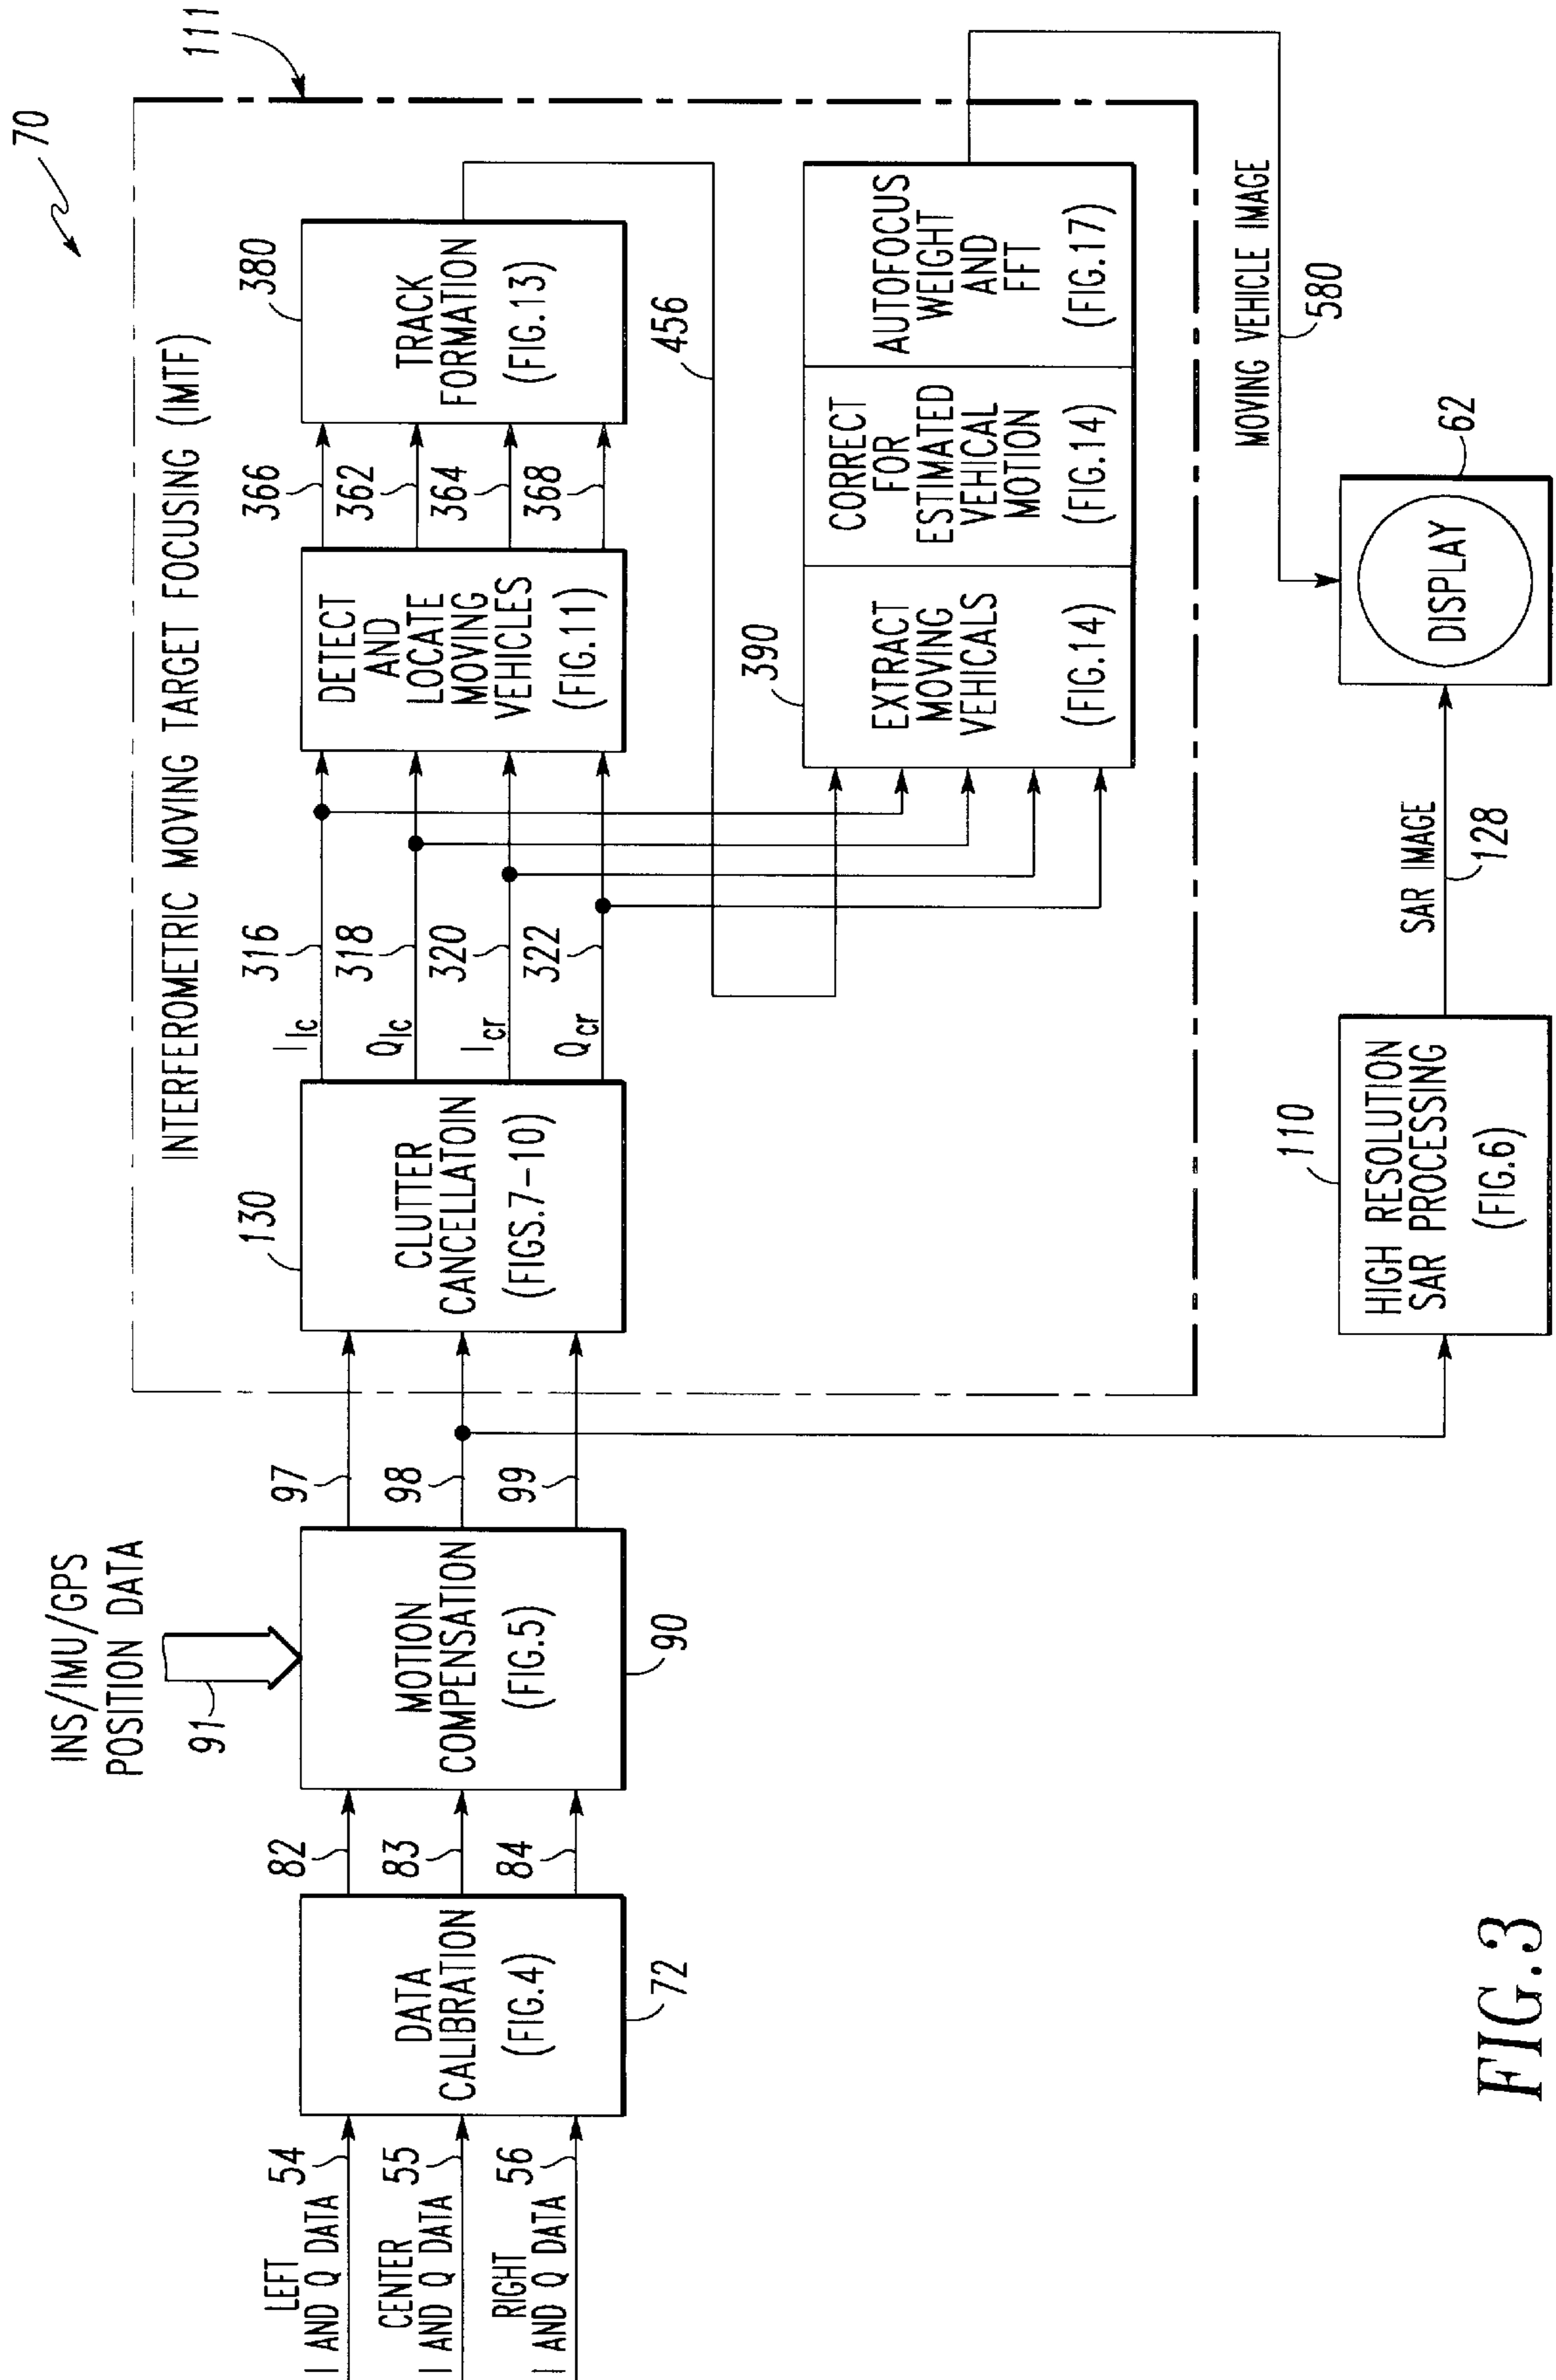 70
INTERFEROMETRIC MOVING TARGET FOCUSING (IMTF)
111
INS/IMU/GPS
POSITION DATA
91
LEFT
I AND Q DATA
54
CENTER
I AND Q DATA
55
RIGHT
I AND Q DATA
56
DATA
CALIBRATION
(FIG.4)
72
82
83
84
MOTION
COMPENSATION
(FIG.5)
90
97
98
99
130
CLUTTER
CANCELLATOIN
(FIGS.7-10)
Ilc
316
Qlc
318
Icr
320
Qcr
322
DETECT
AND
LOCATE
MOVING
VEHICLES
(FIG.11)
366
362
364
368
380
TRACK
FORMATION
(FIG.13)
456
390
EXTRACT
MOVING
VEHICALS
(FIG.14)
CORRECT
FOR
ESTIMATED
VEHICAL
MOTION
(FIG.14)
AUTOFOCUS
WEIGHT
AND
FFT
(FIG.17)
MOVING VEHICLE IMAGE
580
110
HIGH RESOLUTION
SAR PROCESSING
(FIG.6)
SAR IMAGE
128
DISPLAY
62
FIG.3